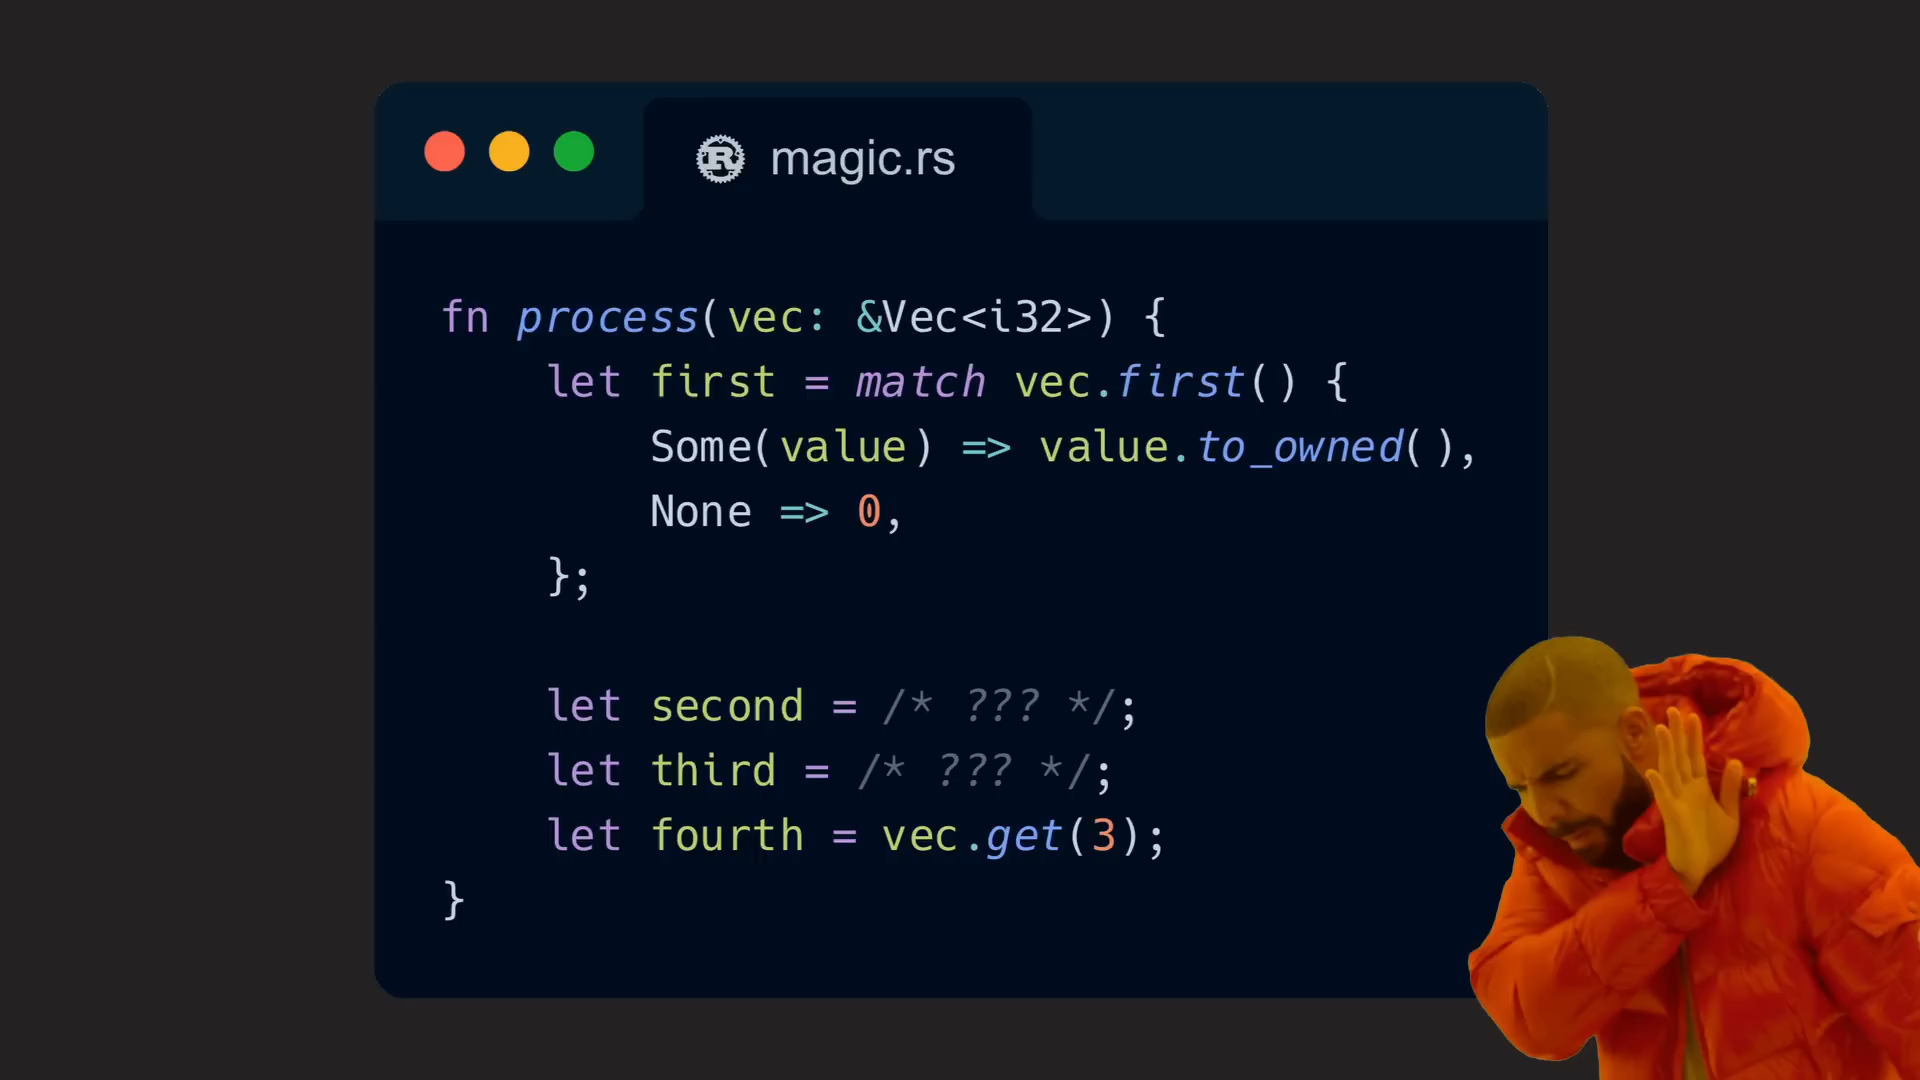 magic.rs
fn process(vec: &Vec<i32>) {
    let first = match vec.first() {
        Some(value) => value.to_owned(),
        None => 0,
    };

    let second = /* ??? */;
    let third = /* ??? */;
    let fourth = vec.get(3);
}